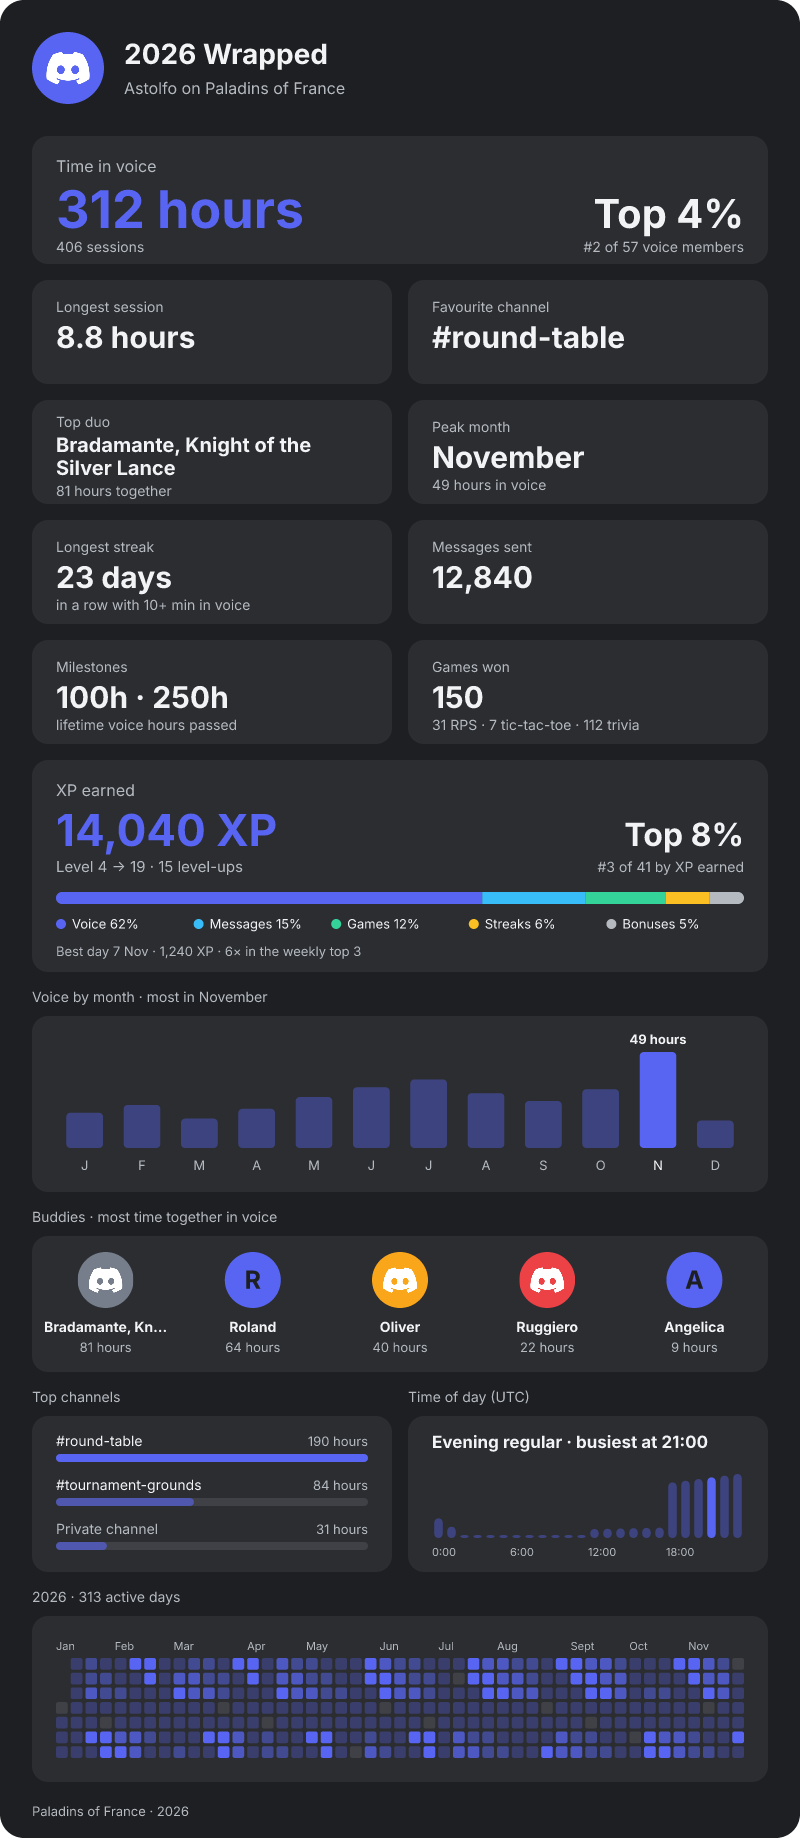 2026 Wrapped
Astolfo on Paladins of France
Time in voice
312 hours
Top 4%
406 sessions
#2 of 57 voice members
Longest session
8.8 hours
Favourite channel
#round-table
Top duo
Bradamante, Knight of the
Silver Lance
81 hours together
Peak month
November
49 hours in voice
Longest streak
23 days
in a row with 10+ min in voice
Messages sent
12,840
Milestones
100h · 250h
lifetime voice hours passed
Games won
150
31 RPS · 7 tic-tac-toe · 112 trivia
XP earned
14,040 XP
Top 8%
Level 4 → 19 · 15 level-ups
#3 of 41 by XP earned
Voice 62%
Messages 15%
Games 12%
Streaks 6%
Bonuses 5%
Best day 7 Nov · 1,240 XP · 6× in the weekly top 3
Voice by month · most in November
49 hours
J F M A M J J A S O N D
Buddies · most time together in voice
R
A
Bradamante, Kn…
Roland
Oliver
Ruggiero
Angelica
81 hours
64 hours
40 hours
22 hours
9 hours
Top channels
#round-table
190 hours
#tournament-grounds
84 hours
Private channel
31 hours
Time of day (UTC)
Evening regular · busiest at 21:00
0:00 6:00 12:00 18:00
2026 · 313 active days
Jan Feb Mar Apr May Jun Jul Aug Sept Oct Nov
Paladins of France · 2026